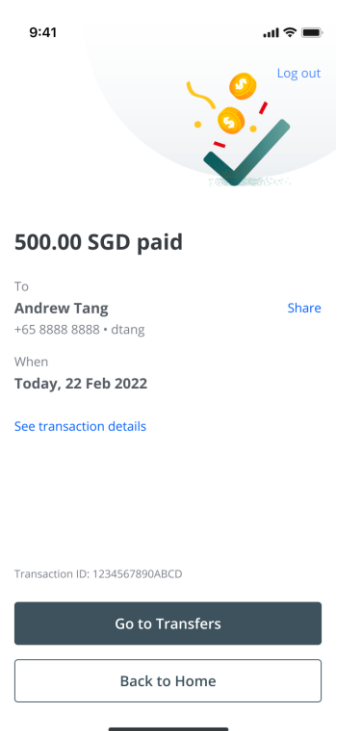 9:41
Log out
500.00 SGD paid
To
Andrew Tang
Share
+65 8888 8888 • dtang
When
Today, 22 Feb 2022
See transaction details
Transaction ID: 1234567890ABCD
Go to Transfers
Back to Home